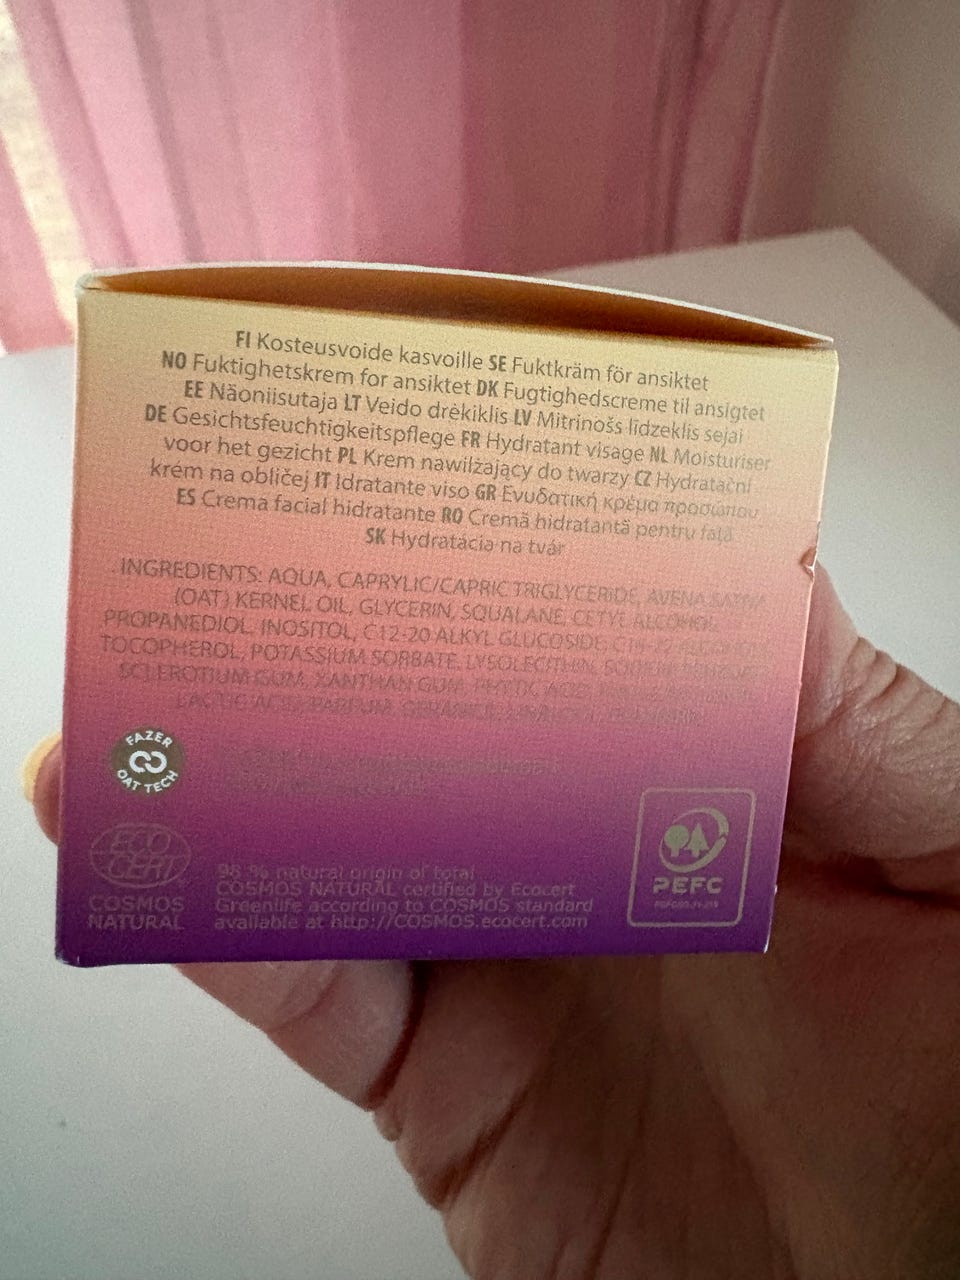 FI Kosteusvoide kasvoille SE Fuktkräm för ansiktet
NO Fuktighetskrem for ansiktet DK Fugtighedscreme til ansigtet
EE Näoniisutaja LT Veido drėkiklis LV Mitrinošs līdzeklis sejai
DE Gesichtsfeuchtigkeitspflege FR Hydratant visage NL Moisturiser
voor het gezicht PL Krem nawilżający do twarzy CZ Hydratační
krém na obličej IT Idratante viso GR Ενυδατική κρέμα προσώπου
ES Crema facial hidratante RO Cremă hidratantă pentru față
SK Hydratácia na tvár
INGREDIENTS: AQUA, CAPRYLIC/CAPRIC TRIGLYCERIDE, AVENA SATIVA
(OAT) KERNEL OIL, GLYCERIN, SQUALANE, CETYL ALCOHOL,
PROPANEDIOL, INOSITOL, C12-20 ALKYL GLUCOSIDE, C14-22 ALCOHOLS,
TOCOPHEROL, POTASSIUM SORBATE, LYSOLECITHIN, SODIUM BENZOATE,
SCLEROTIUM GUM, XANTHAN GUM, PHYTIC ACID,
LACTIC ACID, PARFUM, GERANIOL, LINALOOL,
FAZER
OAT TECH
ECO
CERT
COSMOS
NATURAL
98 % natural origin of total
COSMOS NATURAL certified by Ecocert
Greenlife according to COSMOS standard
available at http://COSMOS.ecocert.com
PEFC